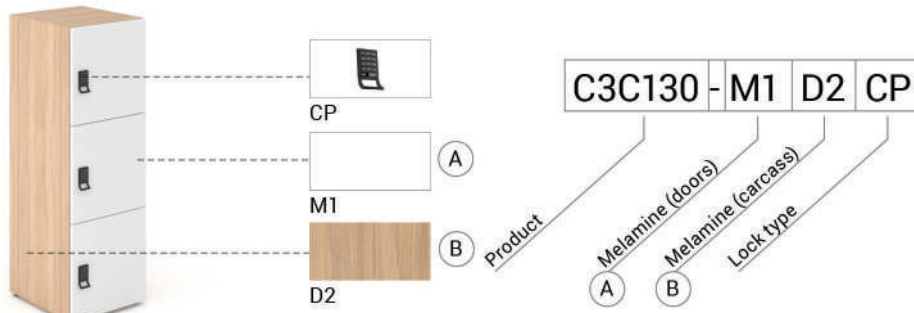 CP
A
M1
B
D2
C3C130 - M1 D2 CP
Product
Melamine (doors)
Melamine (carcass)
Lock type
A
B